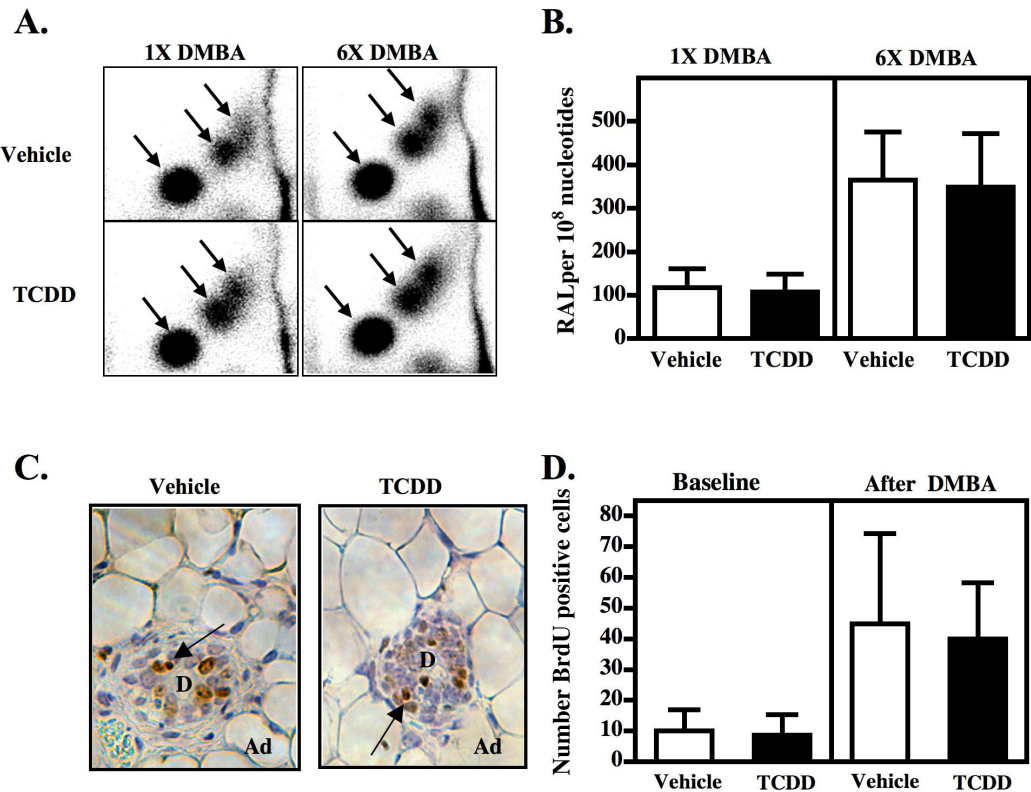 A.
1X DMBA 6X DMBA
Vehicle
TCDD
B.
1X DMBA 6X DMBA
RALper 10⁸ nucleotides
500
400
300
200
100
0
Vehicle TCDD Vehicle TCDD
C.
Vehicle TCDD
D
Ad
D
Ad
D.
Baseline After DMBA
Number BrdU positive cells
80
70
60
50
40
30
20
10
0
Vehicle TCDD Vehicle TCDD